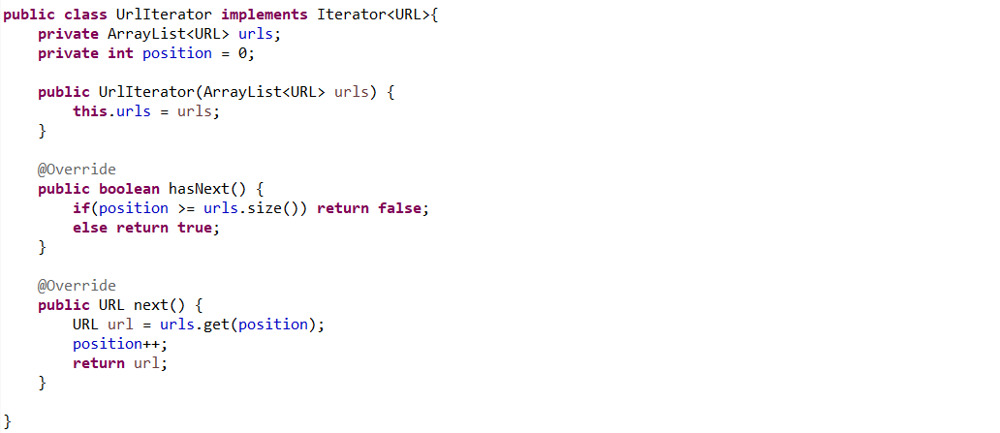 public class UrlIterator implements Iterator<URL>{
    private ArrayList<URL> urls;
    private int position = 0;

    public UrlIterator(ArrayList<URL> urls) {
        this.urls = urls;
    }

    @Override
    public boolean hasNext() {
        if(position >= urls.size()) return false;
        else return true;
    }

    @Override
    public URL next() {
        URL url = urls.get(position);
        position++;
        return url;
    }

}